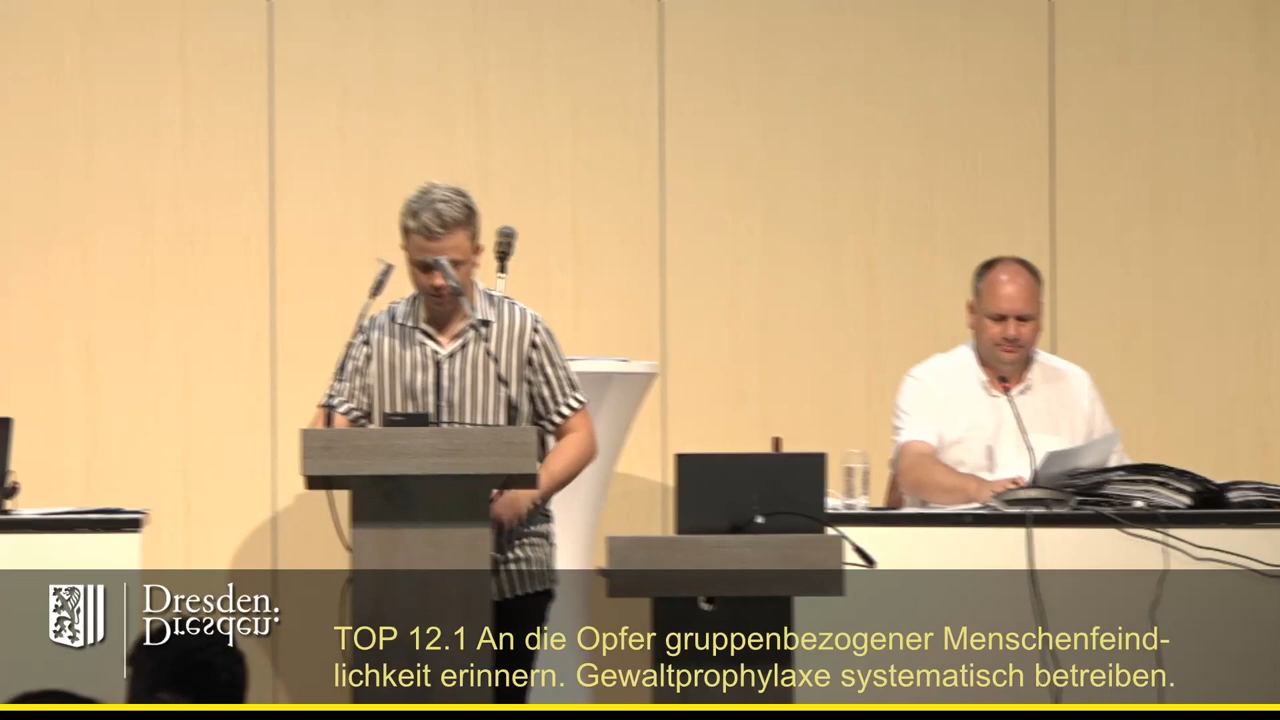 Dresden.
Dresden.
TOP 12.1 An die Opfer gruppenbezogener Menschenfeind-
lichkeit erinnern. Gewaltprophylaxe systematisch betreiben.